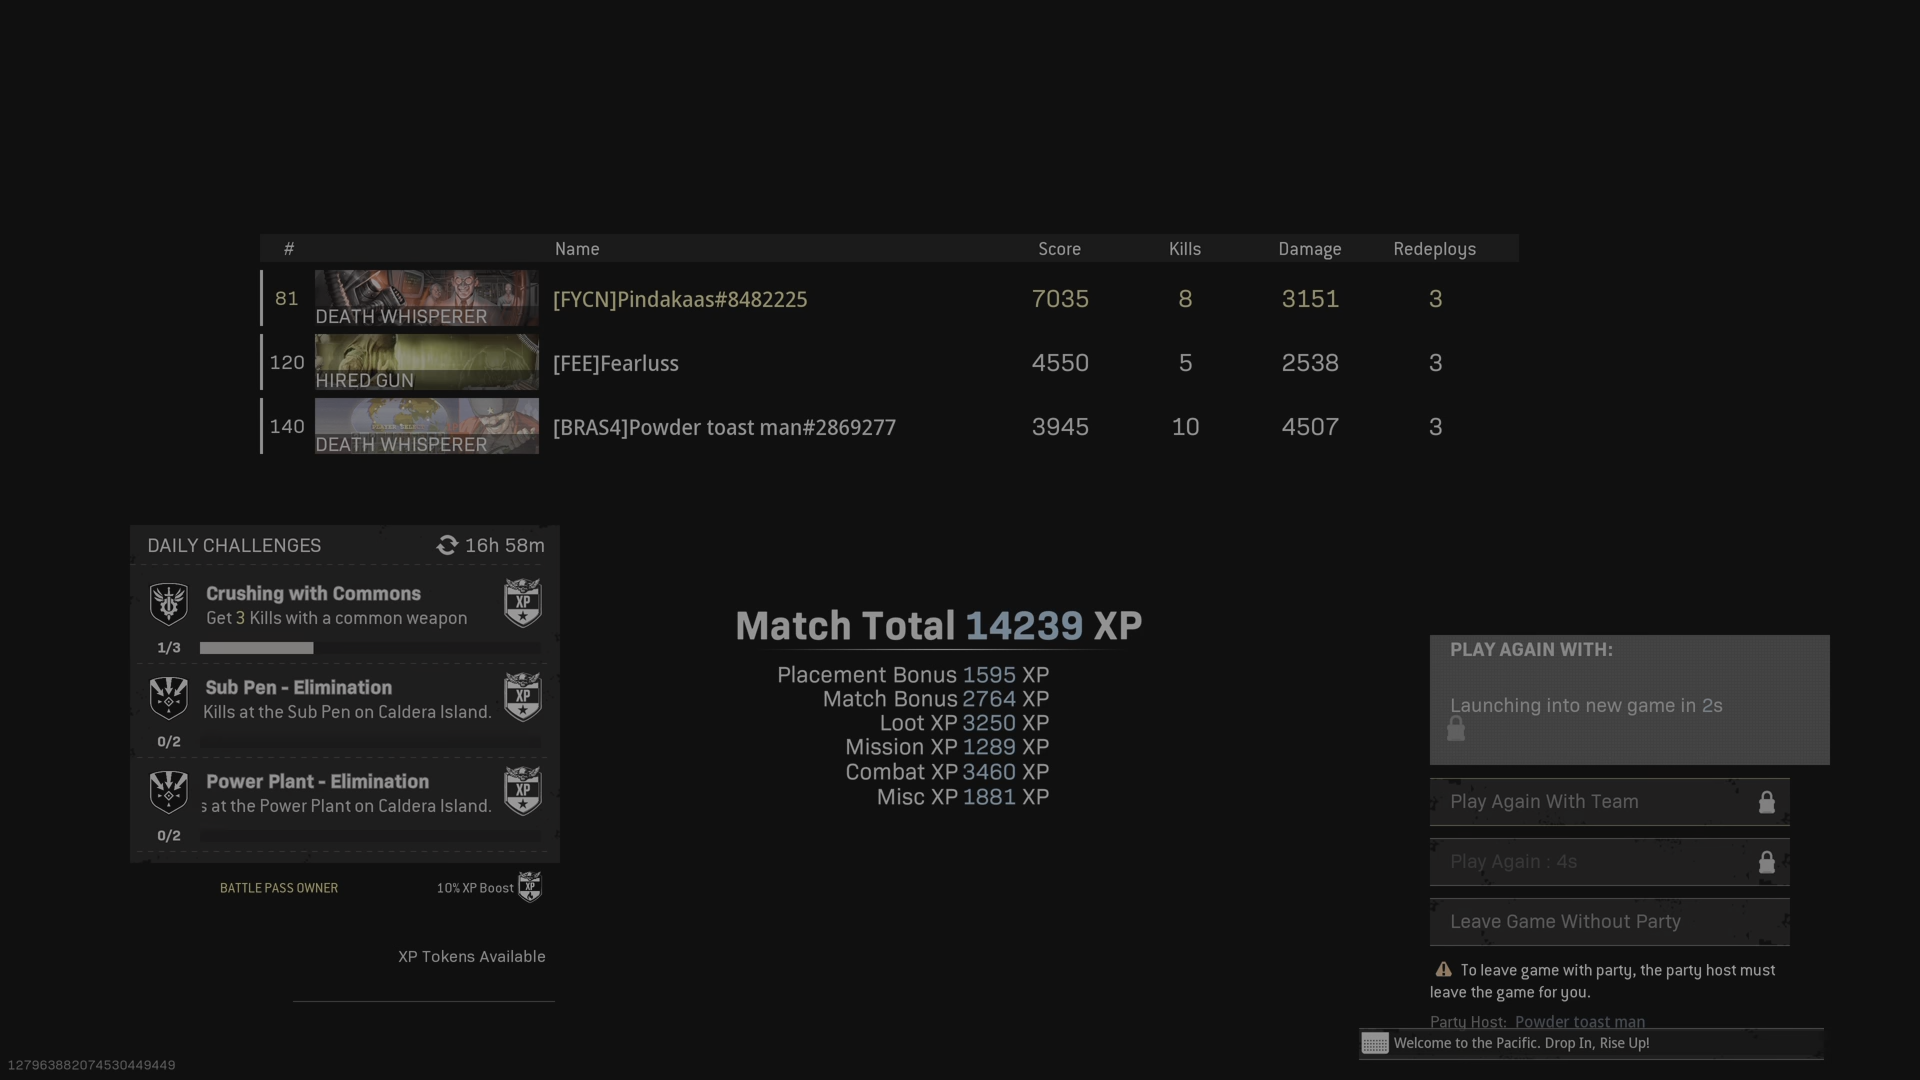 # Name Score Kills Damage Redeploys
81 DEATH WHISPERER [FYCN]Pindakaas#8482225 7035 8 3151 3
120 HIRED GUN [FEE]Fearluss 4550 5 2538 3
140 DEATH WHISPERER [BRAS4]Powder toast man#2869277 3945 10 4507 3
DAILY CHALLENGES 16h 58m
Crushing with Commons XP
Get 3 Kills with a common weapon
1/3
Sub Pen - Elimination XP
Kills at the Sub Pen on Caldera Island.
0/2
Power Plant - Elimination XP
s at the Power Plant on Caldera Island.
0/2
BATTLE PASS OWNER 10% XP Boost XP
XP Tokens Available
Match Total 14239 XP
Placement Bonus 1595 XP
Match Bonus 2764 XP
Loot XP 3250 XP
Mission XP 1289 XP
Combat XP 3460 XP
Misc XP 1881 XP
PLAY AGAIN WITH:
Launching into new game in 2s
Play Again With Team
Play Again : 4s
Leave Game Without Party
To leave game with party, the party host must
leave the game for you.
Party Host: Powder toast man
Welcome to the Pacific. Drop In, Rise Up!
127963882074530449449